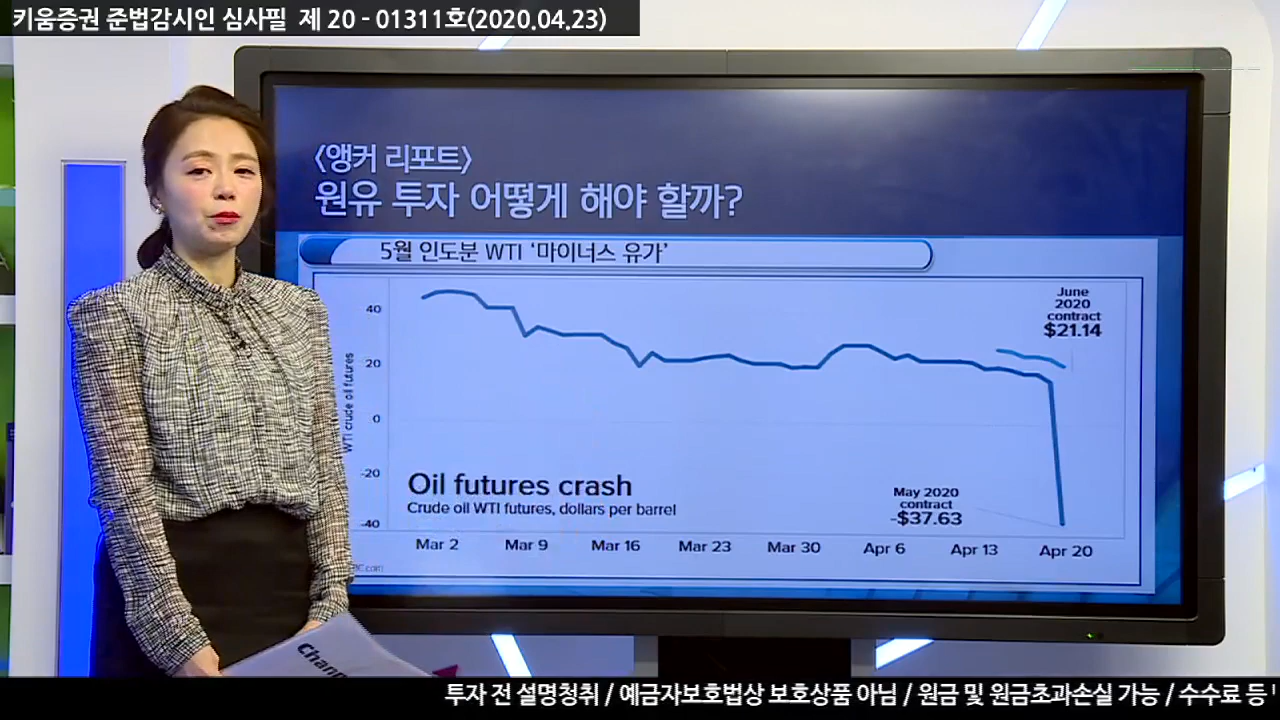 키움증권 준법감시인 심사필 제 20 - 01311호(2020.04.23)
<앵커 리포트>
원유 투자 어떻게 해야 할까?
5월 인도분 WTI ‘마이너스 유가’
40
20
0
-20
-40
WTI crude oil futures
June
2020
contract
$21.14
Oil futures crash
Crude oil WTI futures, dollars per barrel
May 2020
contract
-$37.63
Mar 2 Mar 9 Mar 16 Mar 23 Mar 30 Apr 6 Apr 13 Apr 20
투자 전 설명청취 / 예금자보호법상 보호상품 아님 / 원금 및 원금초과손실 가능 / 수수료 등